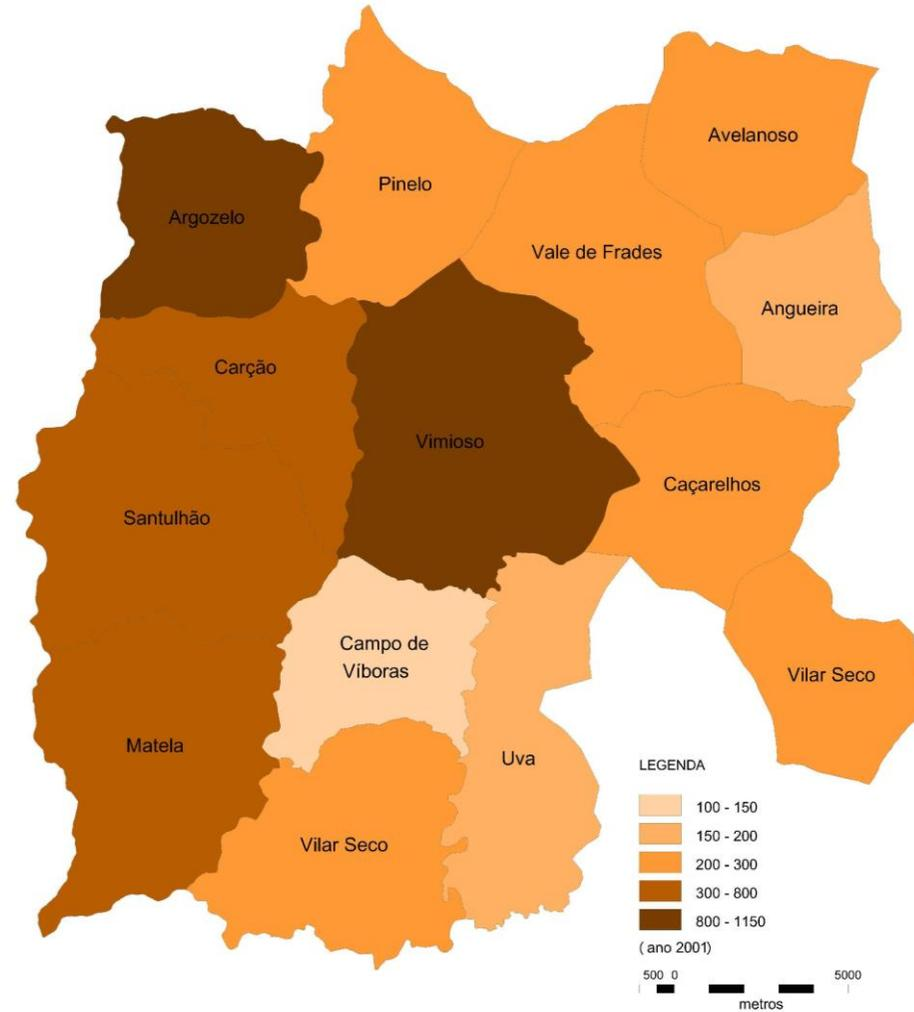 Avelanoso
Pinelo
Argozelo
Vale de Frades
Angueira
Carção
Vimioso
Caçarelhos
Santulhão
Campo de
Víboras
Vilar Seco
Matela
Uva
Vilar Seco
LEGENDA
100 - 150
150 - 200
200 - 300
300 - 800
800 - 1150
( ano 2001)
500 0 5000
metros